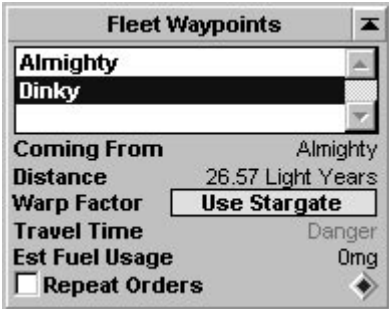 Fleet Waypoints
Almighty
Dinky
Coming From Almighty
Distance 26.57 Light Years
Warp Factor Use Stargate
Travel Time Danger
Est Fuel Usage 0mg
Repeat Orders